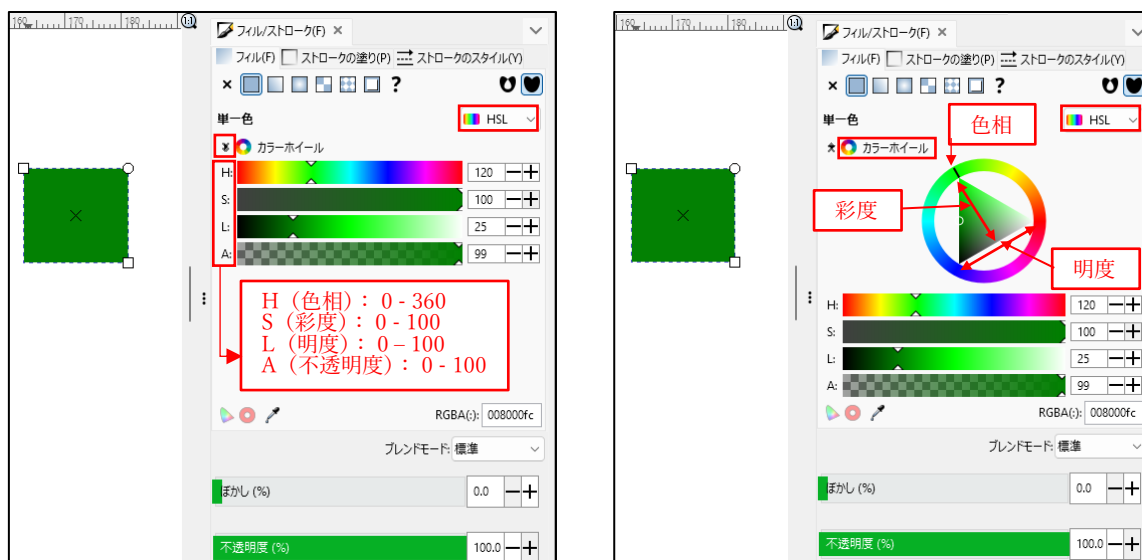 160 170 180 1:1
フィル/ストローク(F) ×
フィル(F) ストロークの塗り(P) ストロークのスタイル(Y)
× ?
単一色 HSL
カラーホイール
H: 120
S: 100
L: 25
A: 99
H（色相）：0 - 360
S（彩度）：0 - 100
L（明度）：0 – 100
A（不透明度）：0 - 100
RGBA(:): 008000fc
ブレンドモード: 標準
ぼかし (%) 0.0
不透明度 (%) 100.0
160 170 180 1:1
フィル/ストローク(F) ×
フィル(F) ストロークの塗り(P) ストロークのスタイル(Y)
× ?
単一色 色相 HSL
カラーホイール
彩度
明度
H: 120
S: 100
L: 25
A: 99
RGBA(:): 008000fc
ブレンドモード: 標準
ぼかし (%) 0.0
不透明度 (%) 100.0